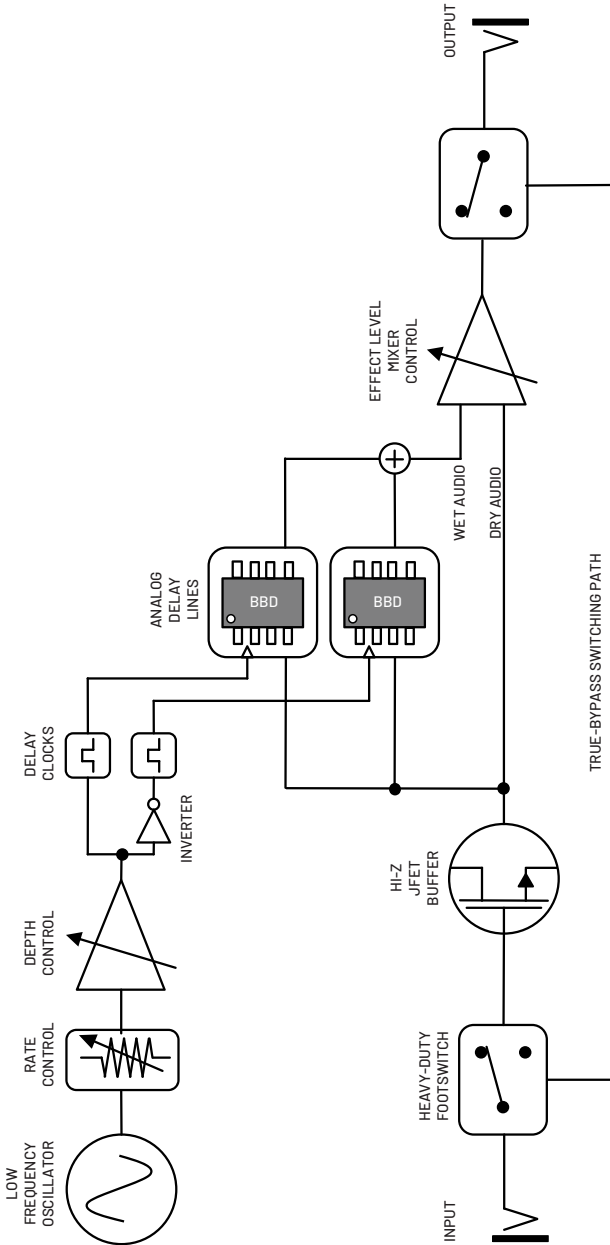 LOW
FREQUENCY
OSCILLATOR
RATE
CONTROL
DEPTH
CONTROL
INVERTER
DELAY
CLOCKS
ANALOG
DELAY
LINES
BBD
BBD
EFFECT LEVEL
MIXER
CONTROL
WET AUDIO
DRY AUDIO
INPUT
HEAVY-DUTY
FOOTSWITCH
HI-Z
JFET
BUFFER
TRUE-BYPASS SWITCHING PATH
OUTPUT